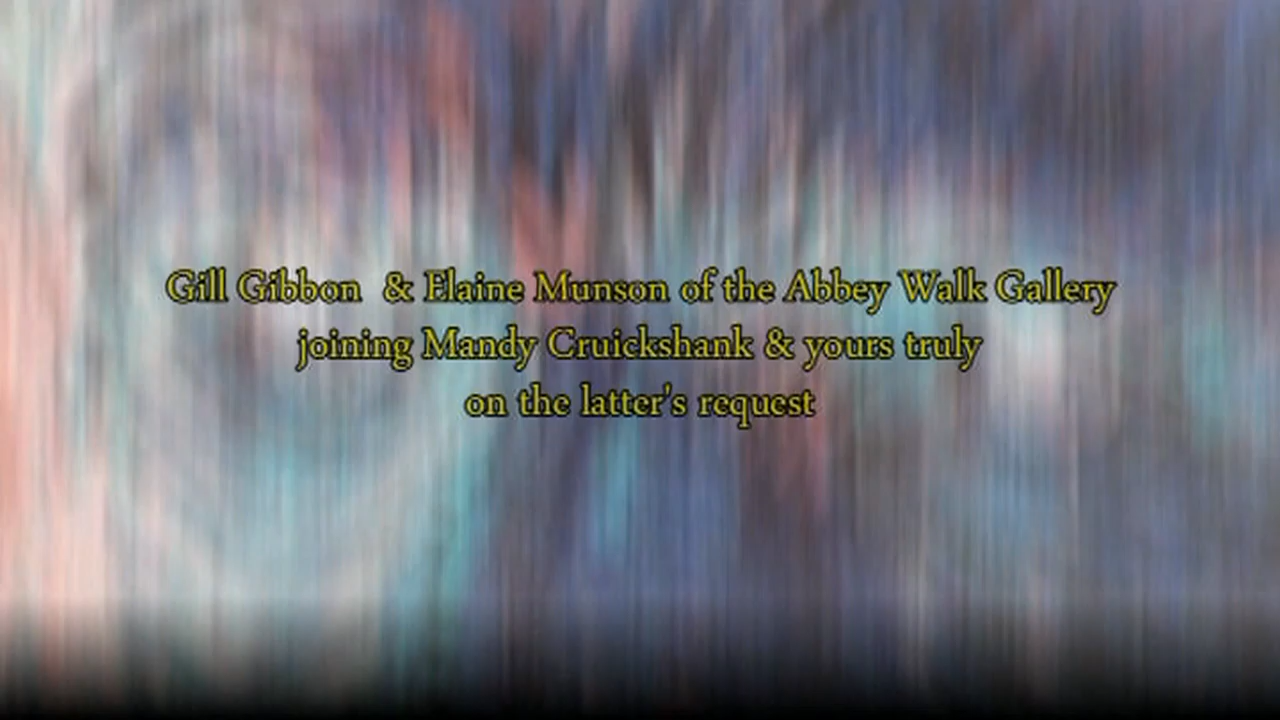 Gill Gibbon  & Elaine Munson of the Abbey Walk Gallery
joining Mandy Cruickshank & yours truly
on the latter's request